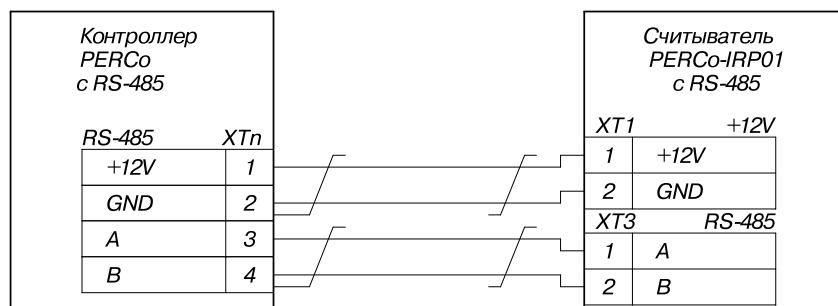 Контроллер
PERCo
с RS-485
RS-485 XTn
+12V 1
GND 2
A 3
B 4
Считыватель
PERCo-IRP01
с RS-485
XT1 +12V
1 +12V
2 GND
XT3 RS-485
1 A
2 B